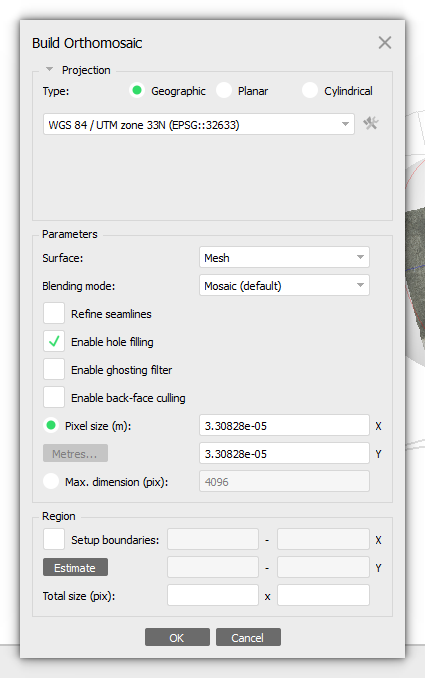 Build Orthomosaic
Projection
Type: Geographic Planar Cylindrical
WGS 84 / UTM zone 33N (EPSG::32633)
Parameters
Surface: Mesh
Blending mode: Mosaic (default)
Refine seamlines
Enable hole filling
Enable ghosting filter
Enable back-face culling
Pixel size (m): 3.30828e-05 X
Metres... 3.30828e-05 Y
Max. dimension (pix): 4096
Region
Setup boundaries: - X
Estimate - Y
Total size (pix): x
OK Cancel